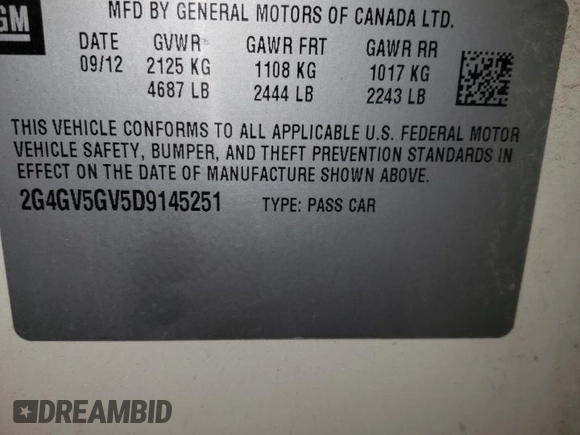 GM
MFD BY GENERAL MOTORS OF CANADA LTD.
DATE GVWR GAWR FRT GAWR RR
09/12 2125 KG 1108 KG 1017 KG
4687 LB 2444 LB 2243 LB
THIS VEHICLE CONFORMS TO ALL APPLICABLE U.S. FEDERAL MOTOR
VEHICLE SAFETY, BUMPER, AND THEFT PREVENTION STANDARDS IN
EFFECT ON THE DATE OF MANUFACTURE SHOWN ABOVE.
2G4GV5GV5D9145251 TYPE: PASS CAR
DREAMBID